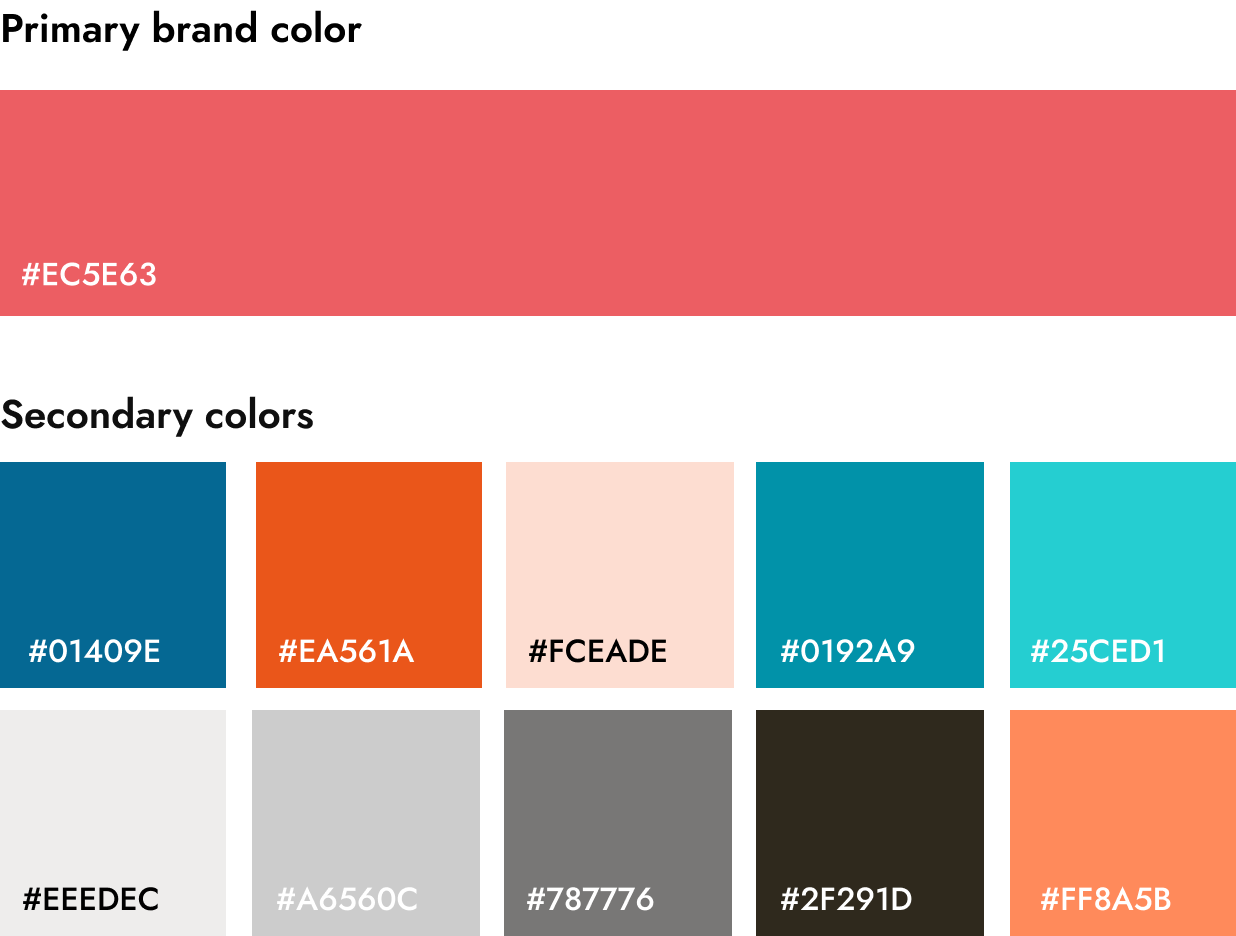 Primary brand color
#EC5E63
Secondary colors
#01409E #EA561A #FCEADE #0192A9 #25CED1
#EEEDEC #A6560C #787776 #2F291D #FF8A5B